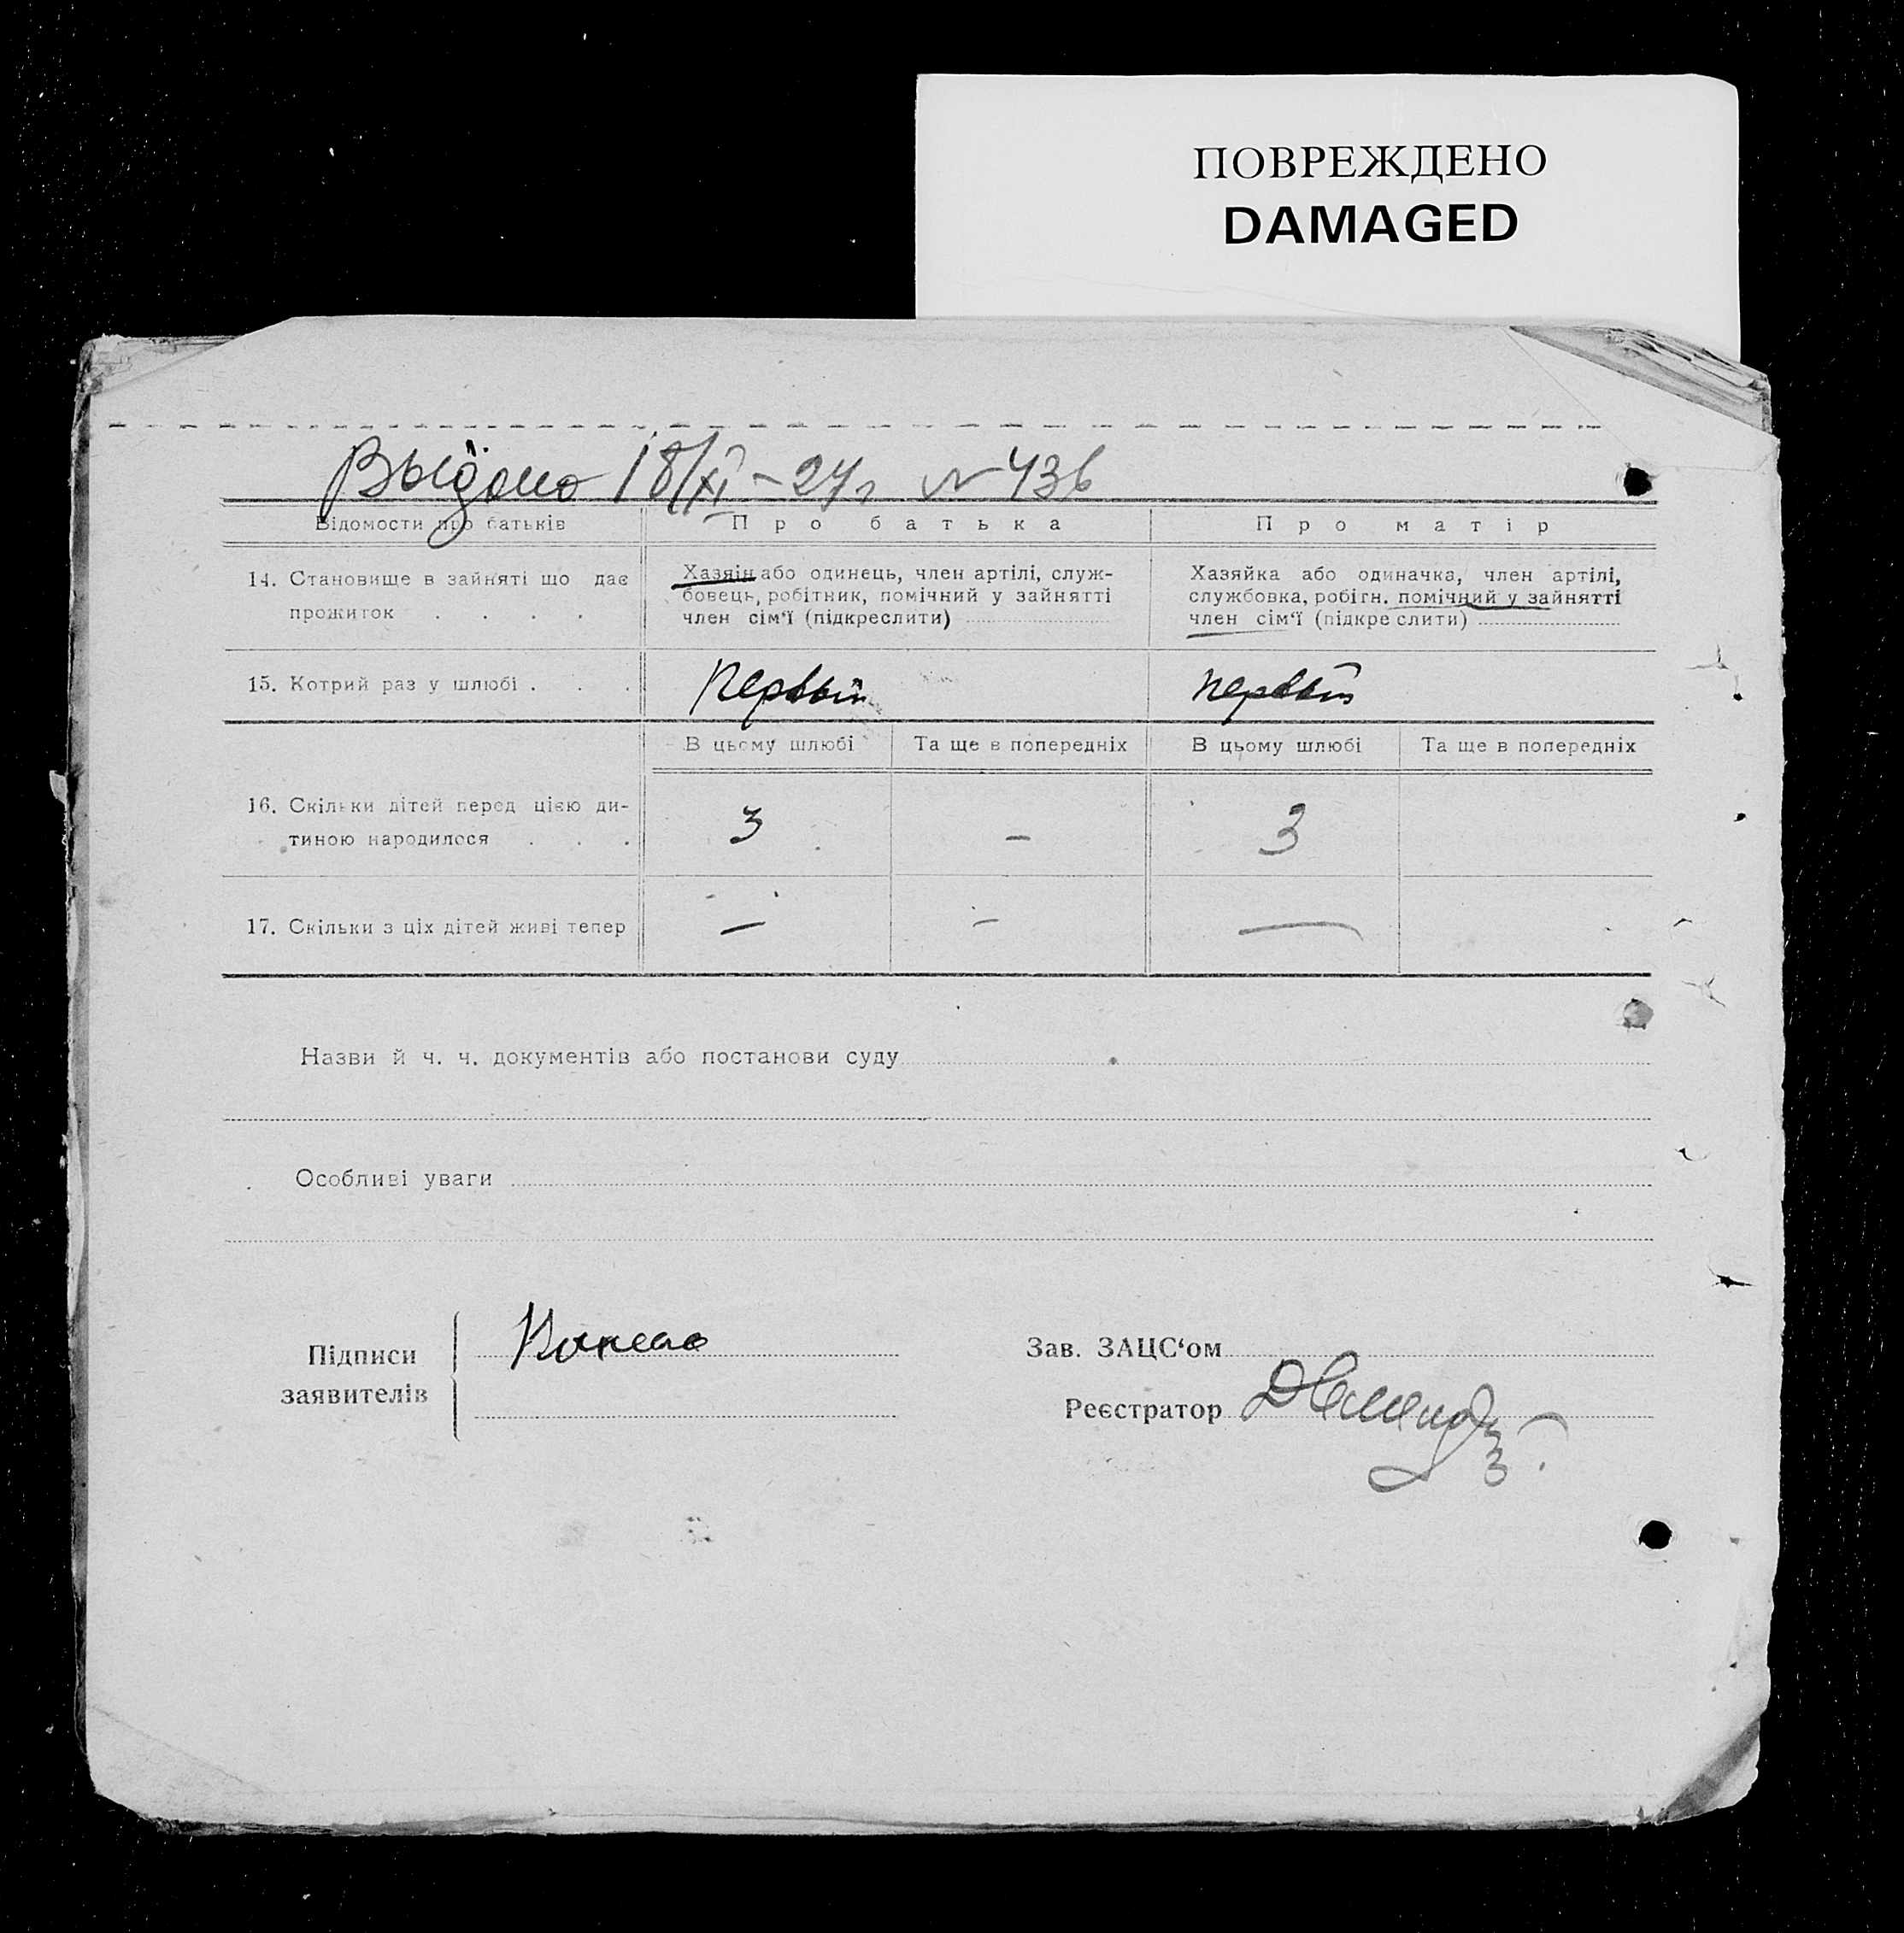 ПОВРЕЖДЕНО
DAMAGED
Выдано 18/XI – 27 г № 436
Відомости про батьків
Про батька
Про матір
14. Становище в зайняті що дає
прожиток . . . .
Хазяїн або одинець, член артілі, служ-
бовець, робітник, помічний у зайнятті
член сім'ї (підкреслити)
Хазяйка або одиначка, член артілі,
службовка, робітн. помічний у зайнятті
член сім'ї (підкреслити)
15. Котрий раз у шлюбі . . .
первый
первый
В цьому шлюбі
Та ще в попередніх
В цьому шлюбі
Та ще в попередніх
16. Скільки дітей перед цією ди-
тиною народилося . . .
3
–
3
17. Скільки з ціх дітей живі тепер
–
–
–
Назви й ч. ч. документів або постанови суду
Особливі уваги
Підписи
заявителів
Зав. ЗАЦС‘ом
Реєстратор